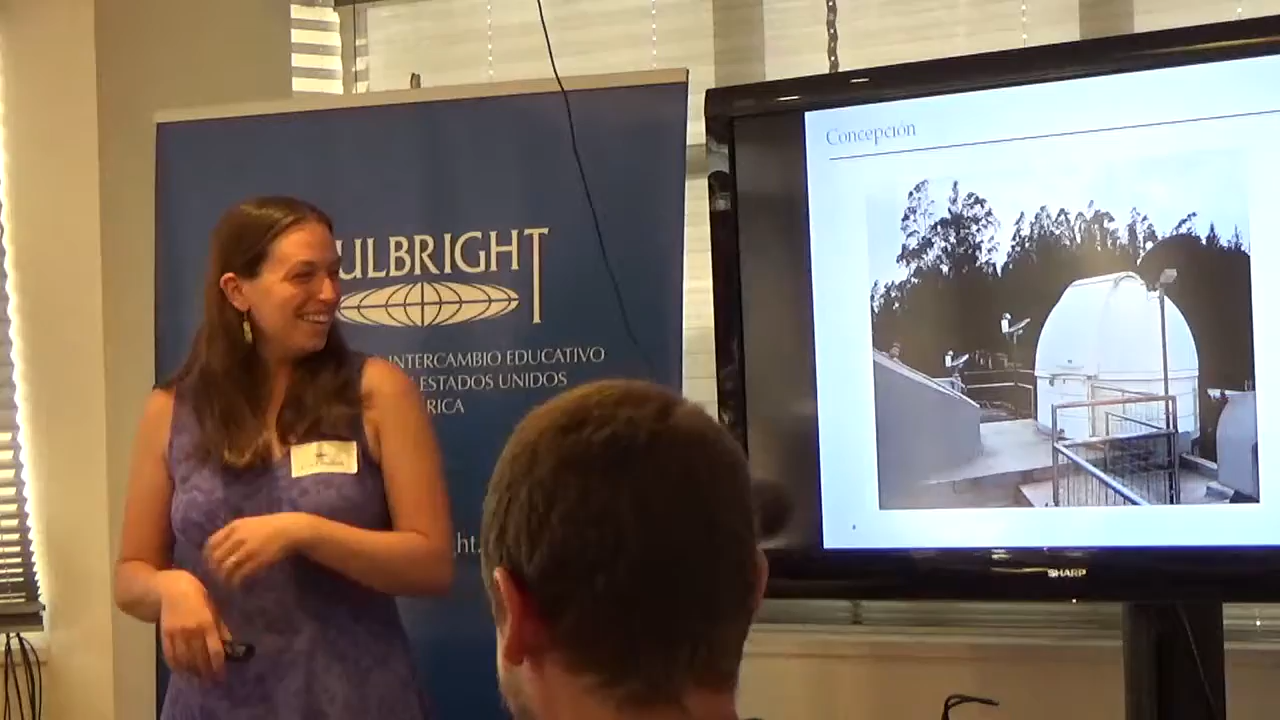 ULBRIGHT
INTERCAMBIO EDUCATIVO
ESTADOS UNIDOS
RICA
ht.
Concepción
SHARP